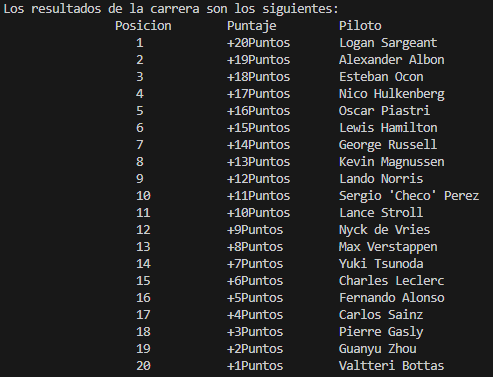 Los resultados de la carrera son los siguientes:
Posicion Puntaje Piloto
1 +20Puntos Logan Sargeant
2 +19Puntos Alexander Albon
3 +18Puntos Esteban Ocon
4 +17Puntos Nico Hulkenberg
5 +16Puntos Oscar Piastri
6 +15Puntos Lewis Hamilton
7 +14Puntos George Russell
8 +13Puntos Kevin Magnussen
9 +12Puntos Lando Norris
10 +11Puntos Sergio 'Checo' Perez
11 +10Puntos Lance Stroll
12 +9Puntos Nyck de Vries
13 +8Puntos Max Verstappen
14 +7Puntos Yuki Tsunoda
15 +6Puntos Charles Leclerc
16 +5Puntos Fernando Alonso
17 +4Puntos Carlos Sainz
18 +3Puntos Pierre Gasly
19 +2Puntos Guanyu Zhou
20 +1Puntos Valtteri Bottas